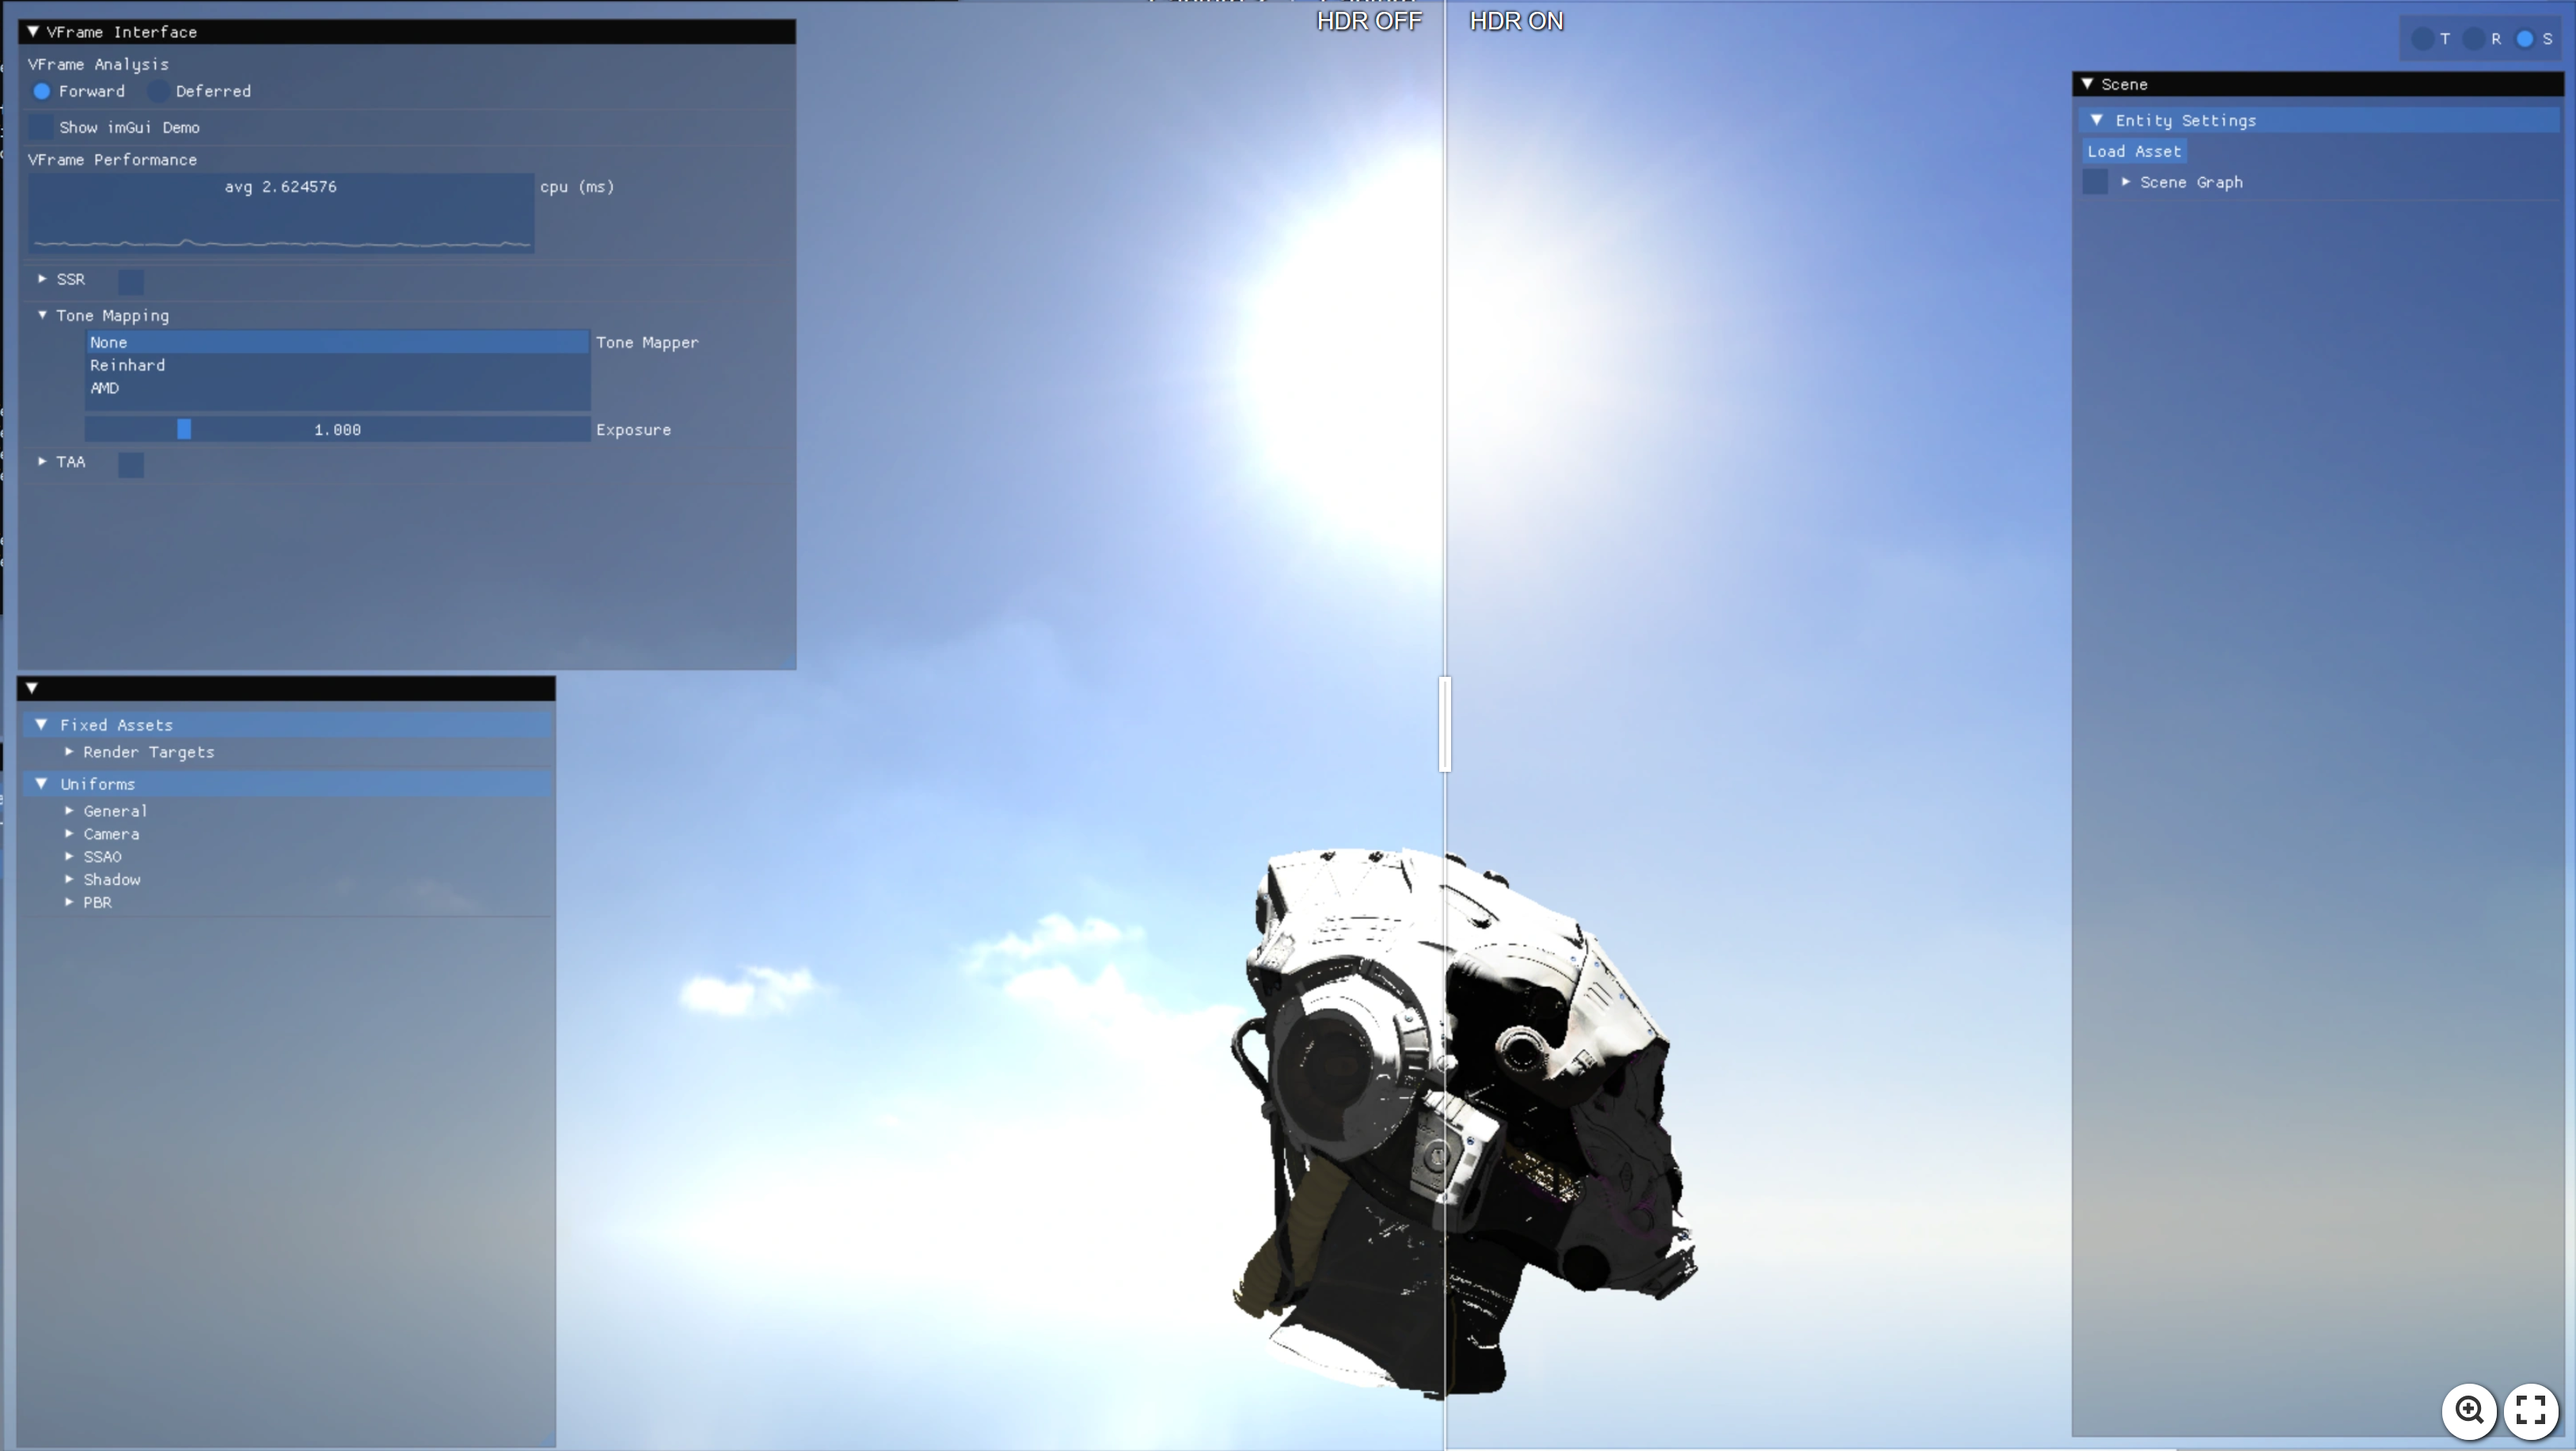 HDR OFF
HDR ON
VFrame Interface
VFrame Analysis
Forward
Deferred
Show imGui Demo
VFrame Performance
avg 2.624576
cpu (ms)
SSR
Tone Mapping
None
Reinhard
AMD
Tone Mapper
1.000
Exposure
TAA
Fixed Assets
Render Targets
Uniforms
General
Camera
SSAO
Shadow
PBR
T
R
S
Scene
Entity Settings
Load Asset
Scene Graph